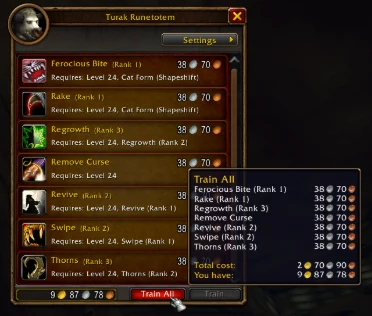 Turak Runetotem
Settings
Ferocious Bite (Rank 1) 38 70
Requires: Level 24, Cat Form (Shapeshift)
Rake (Rank 1) 38 70
Requires: Level 24, Cat Form (Shapeshift)
Regrowth (Rank 3) 38 70
Requires: Level 24, Regrowth (Rank 2)
Remove Curse
Requires: Level 24
Revive (Rank 2)
Requires: Level 24, Revive (Rank 1)
Swipe (Rank 2)
Requires: Level 24, Swipe (Rank 1)
Thorns (Rank 3)
Requires: Level 24, Thorns (Rank 2)
Train All
Ferocious Bite (Rank 1) 38 70
Rake (Rank 1) 38 70
Regrowth (Rank 3) 38 70
Remove Curse 38 70
Revive (Rank 2) 38 70
Swipe (Rank 2) 38 70
Thorns (Rank 3) 38 70
Total cost: 2 70 90
You have: 9 87 78
9 87 78 Train All Train